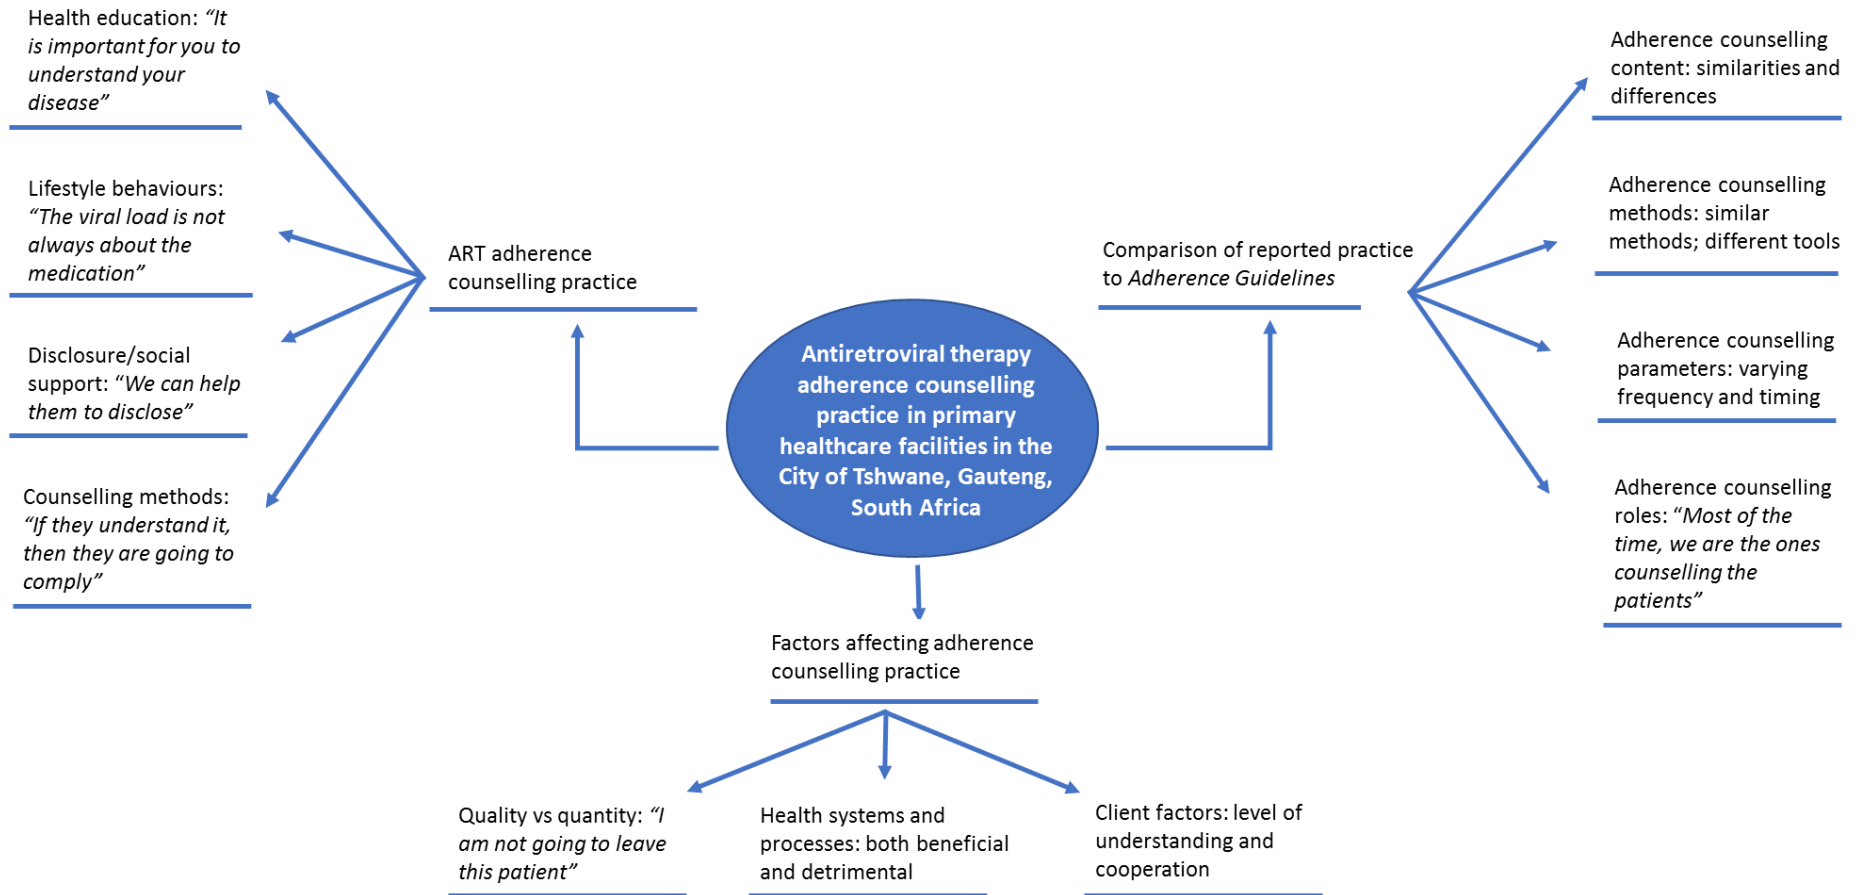 Health education: “It
is important for you to
understand your
disease”
Lifestyle behaviours:
“The viral load is not
always about the
medication”
Disclosure/social
support: “We can help
them to disclose”
Counselling methods:
“If they understand it,
then they are going to
comply”
ART adherence
counselling practice
Antiretroviral therapy
adherence counselling
practice in primary
healthcare facilities in the
City of Tshwane, Gauteng,
South Africa
Comparison of reported practice
to Adherence Guidelines
Adherence counselling
content: similarities and
differences
Adherence counselling
methods: similar
methods; different tools
Adherence counselling
parameters: varying
frequency and timing
Adherence counselling
roles: “Most of the
time, we are the ones
counselling the
patients”
Factors affecting adherence
counselling practice
Quality vs quantity: “I
am not going to leave
this patient”
Health systems and
processes: both beneficial
and detrimental
Client factors: level of
understanding and
cooperation